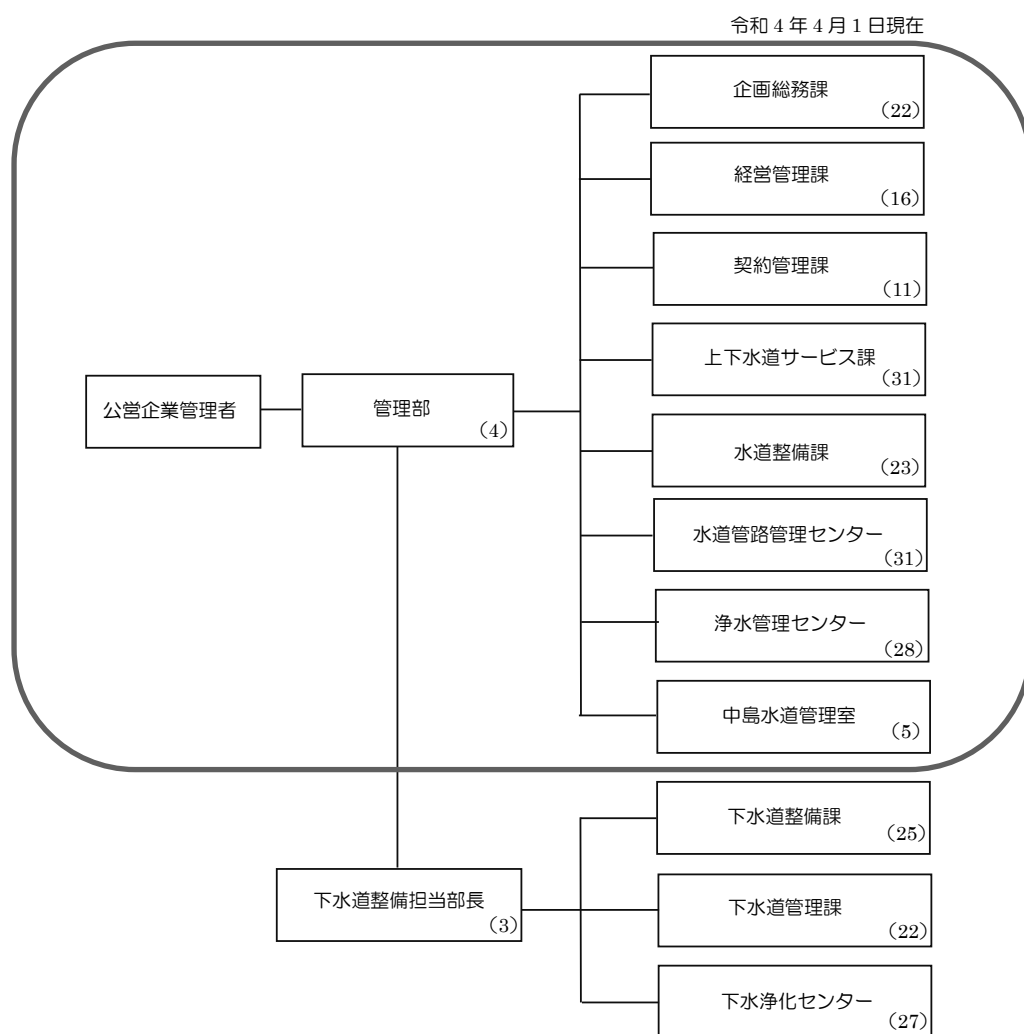 令和4年4月1日現在
企画総務課
（22）
経営管理課
（16）
契約管理課
（11）
上下水道サービス課
（31）
公営企業管理者
管理部
（4）
水道整備課
（23）
水道管路管理センター
（31）
浄水管理センター
（28）
中島水道管理室
（5）
下水道整備課
（25）
下水道整備担当部長
（3）
下水道管理課
（22）
下水浄化センター
（27）